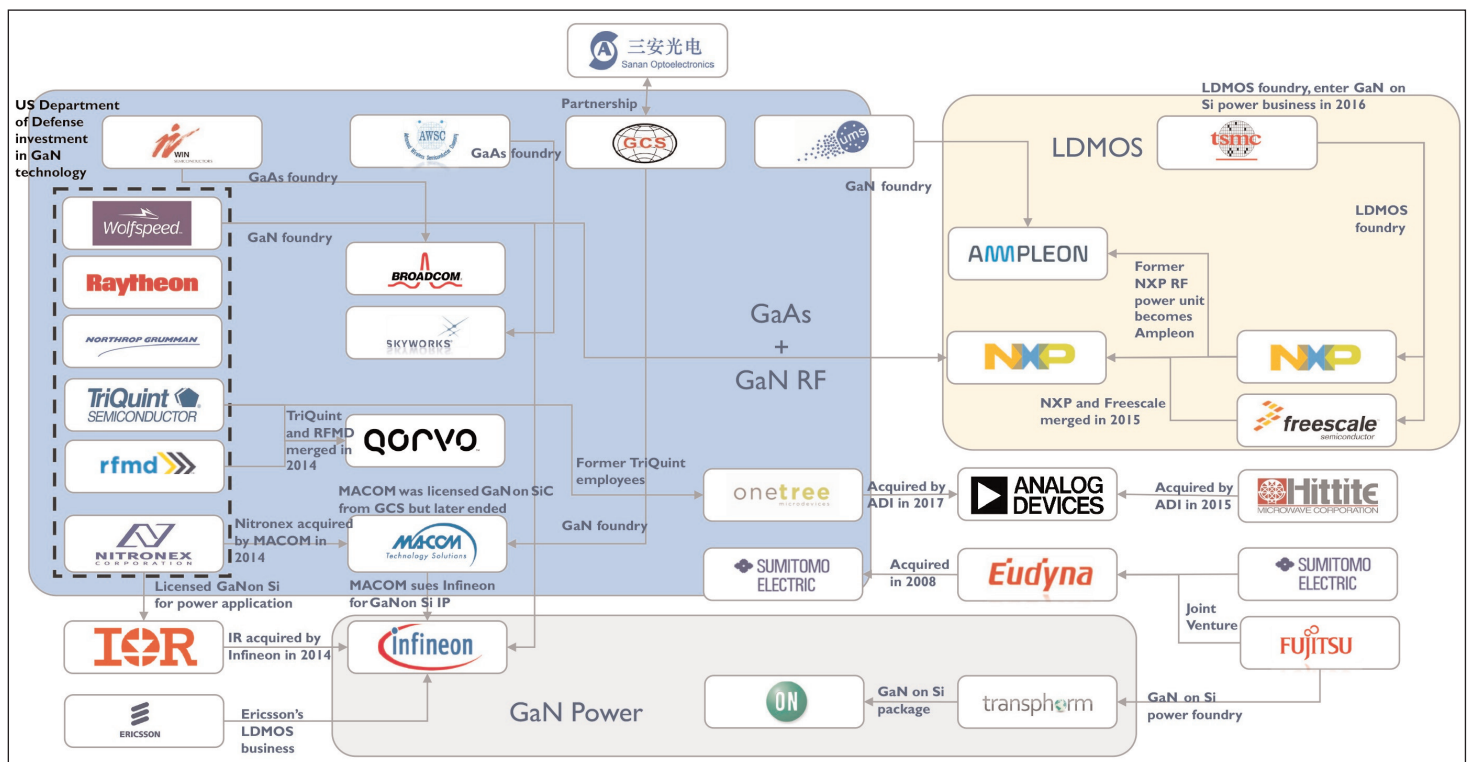 三安光电
Sanan Optoelectronics
US Department
of Defense
investment
in GaN
technology
Partnership
LDMOS foundry, enter GaN on
Si power business in 2016
WIN
SEMICONDUCTORS
AWSC
Advanced Wireless Semiconductor Company
GaAs foundry
GCS
ums
LDMOS
tsmc
GaAs foundry
GaN foundry
Wolfspeed™
GaN foundry
LDMOS
foundry
BROADCOM
AMPLEON
Raytheon
Former
NXP RF
power unit
becomes
Ampleon
NORTHROP GRUMMAN
SKYWORKS
GaAs
+
GaN RF
NXP
NXP
TriQuint
SEMICONDUCTOR
TriQuint
and RFMD
merged in
2014
QORVO
NXP and Freescale
merged in 2015
freescale
semiconductor
rfmd
Former TriQuint
employees
onetree
microdevices
Acquired by
ADI in 2017
ANALOG
DEVICES
Acquired by
ADI in 2015
Hittite
MICROWAVE CORPORATION
MACOM was licensed GaN on SiC
from GCS but later ended
NITRONEX
CORPORATION
Nitronex acquired
by MACOM in
2014
MACOM
Technology Solutions
GaN foundry
SUMITOMO
ELECTRIC
Acquired
in 2008
Eudyna
SUMITOMO
ELECTRIC
Licensed GaN on Si
for power application
MACOM sues Infineon
for GaN on Si IP
Joint
Venture
IOR
IR acquired by
Infineon in 2014
infineon
FUJITSU
ERICSSON
Ericsson's
LDMOS
business
GaN Power
ON
GaN on Si
package
transphorm
GaN on Si
power foundry